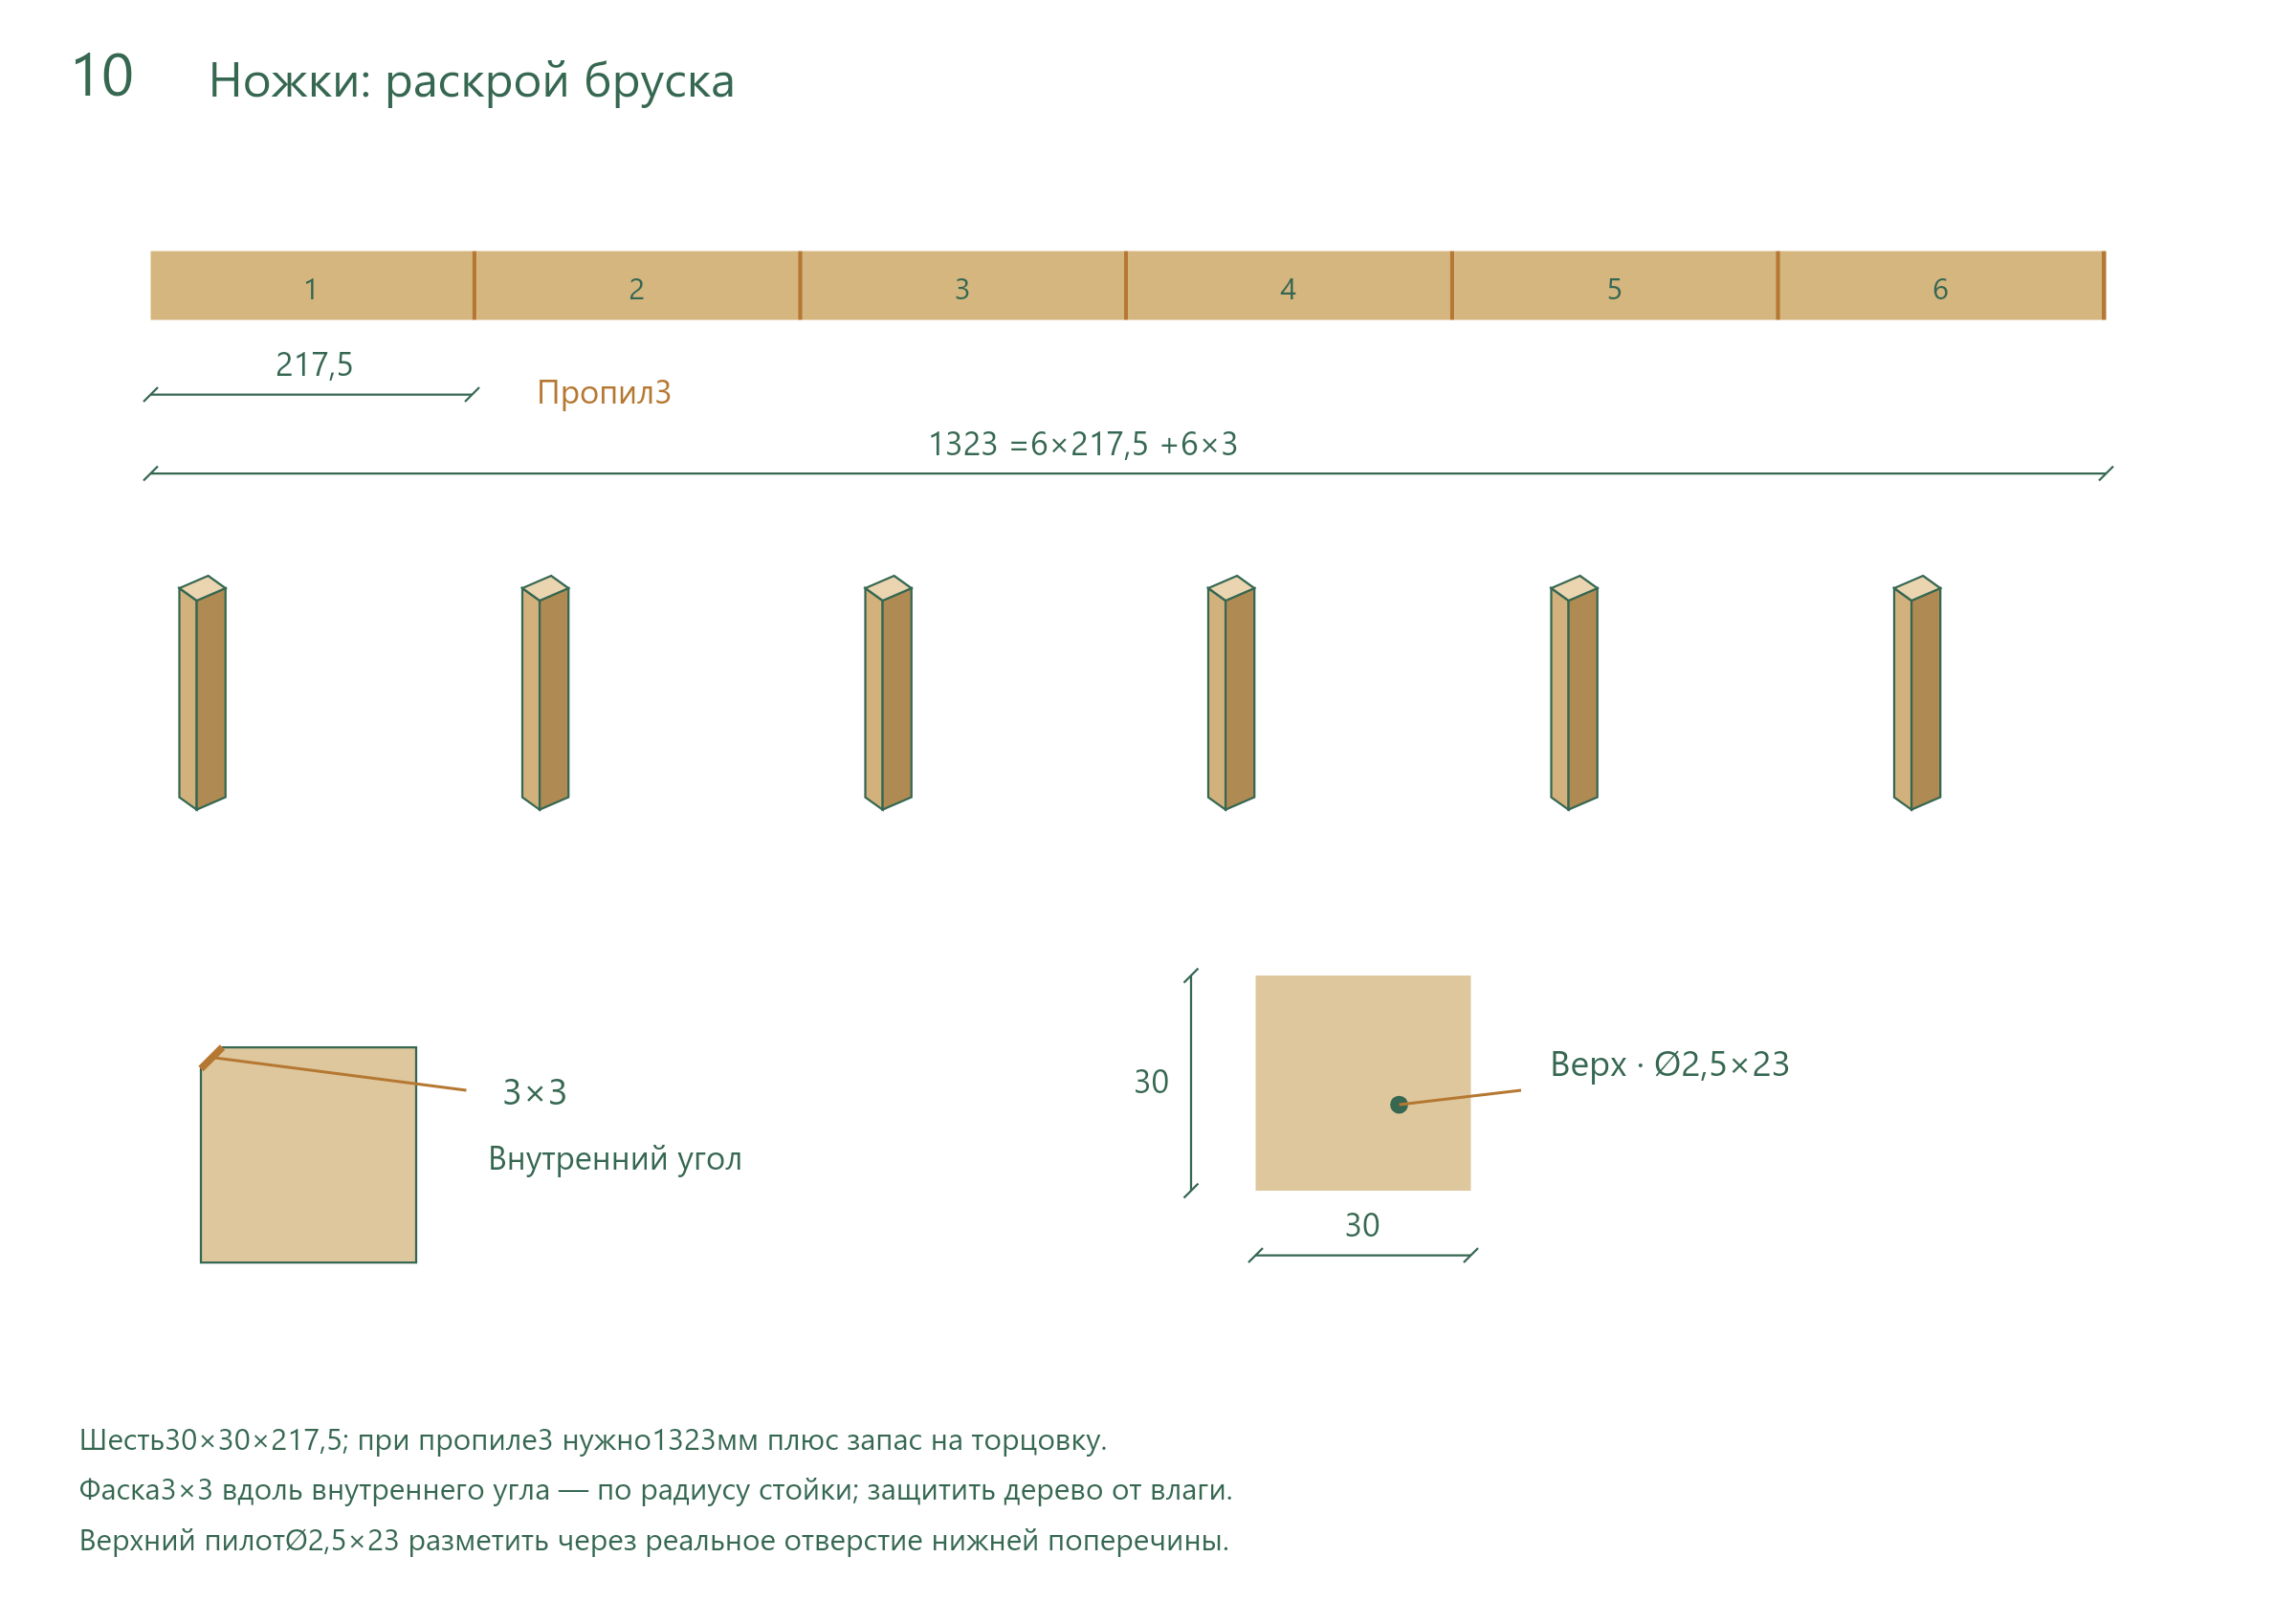 10 Ножки: раскрой бруска
1 2 3 4 5 6
217,5
Пропил3
1323 =6×217,5 +6×3
3×3
Внутренний угол
30
Верх · Ø2,5×23
30
Шесть30×30×217,5; при пропиле3 нужно1323мм плюс запас на торцовку.
Фаска3×3 вдоль внутреннего угла — по радиусу стойки; защитить дерево от влаги.
Верхний пилотØ2,5×23 разметить через реальное отверстие нижней поперечины.